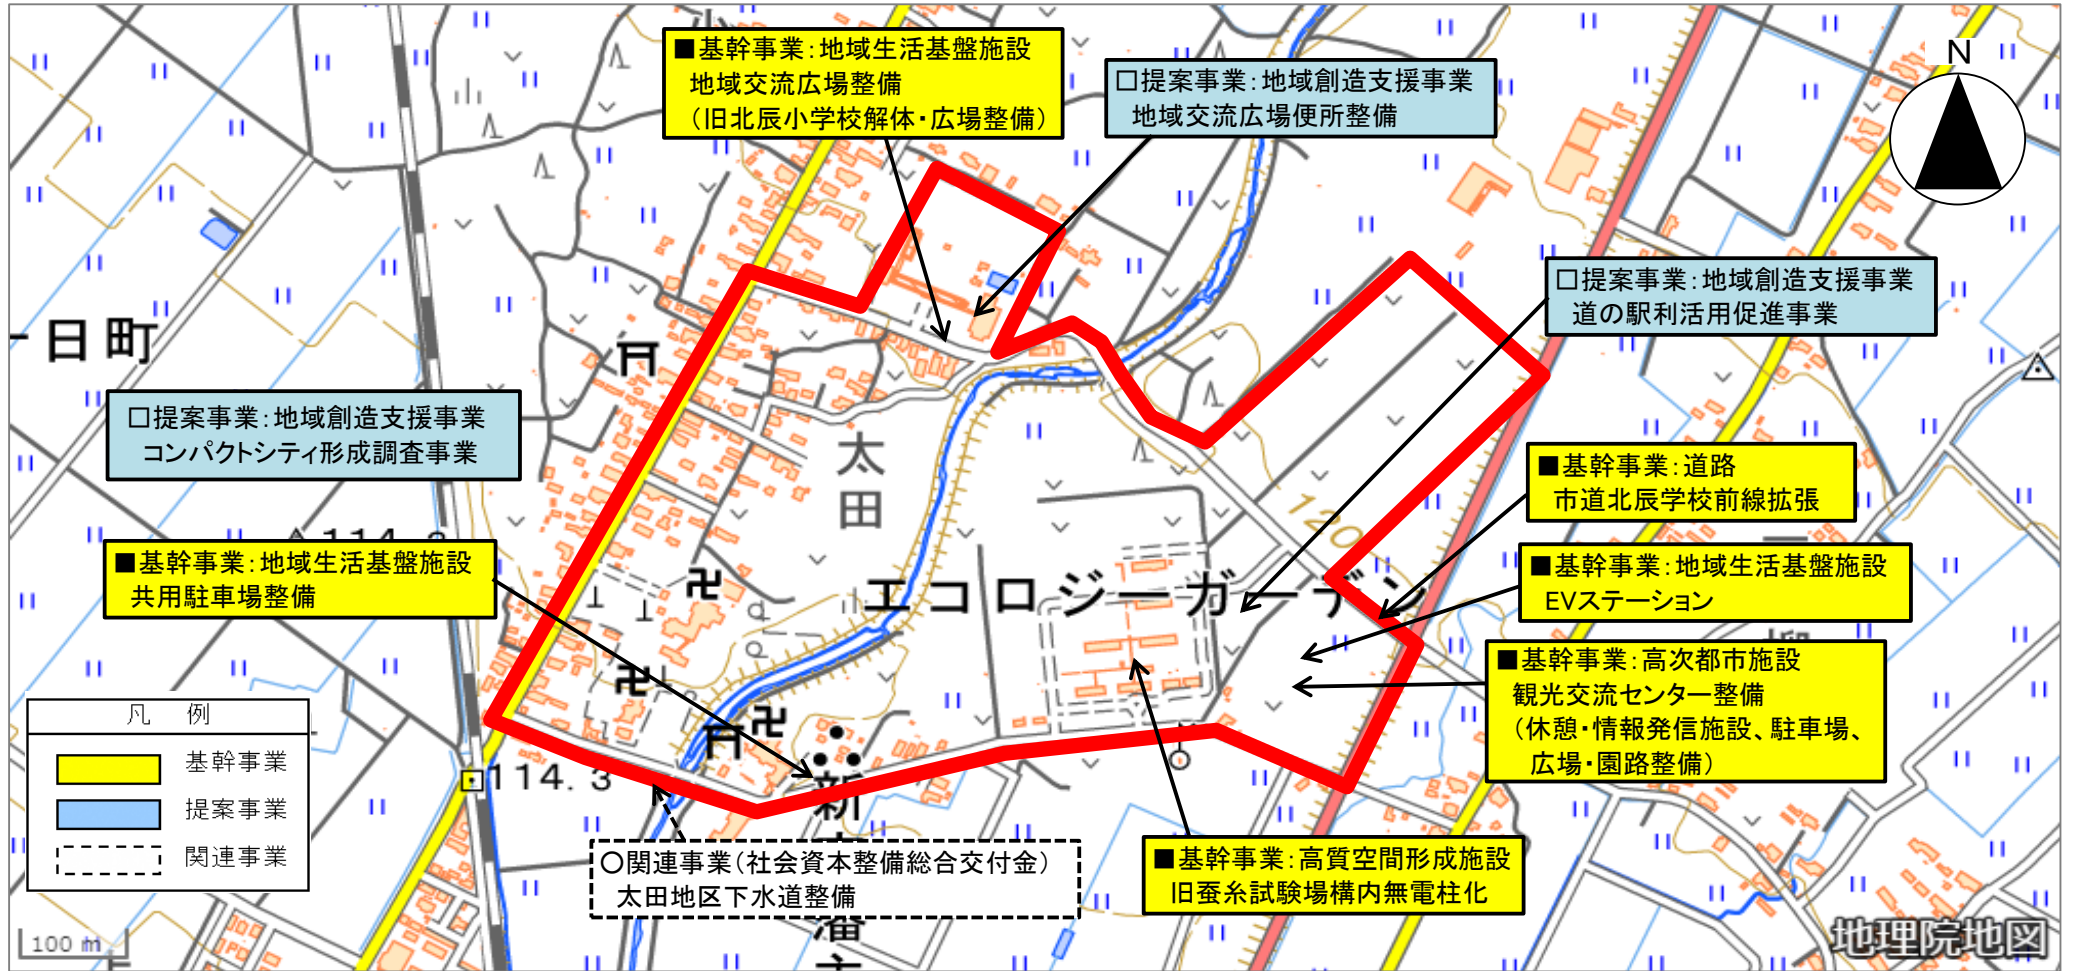 ■基幹事業：地域生活基盤施設
地域交流広場整備
（旧北辰小学校解体・広場整備）
□提案事業：地域創造支援事業
地域交流広場便所整備
N
□提案事業：地域創造支援事業
道の駅利活用促進事業
一日町
□提案事業：地域創造支援事業
コンパクトシティ形成調査事業
太田
■基幹事業：道路
市道北辰学校前線拡張
120
■基幹事業：地域生活基盤施設
共用駐車場整備
エコロジーガーデン
■基幹事業：地域生活基盤施設
EVステーション
■基幹事業：高次都市施設
観光交流センター整備
（休憩・情報発信施設、駐車場、
広場・園路整備）
凡 例
基幹事業
提案事業
関連事業
114.3
新
○関連事業（社会資本整備総合交付金）
太田地区下水道整備
■基幹事業：高質空間形成施設
旧蚕糸試験場構内無電柱化
100 m
地理院地図